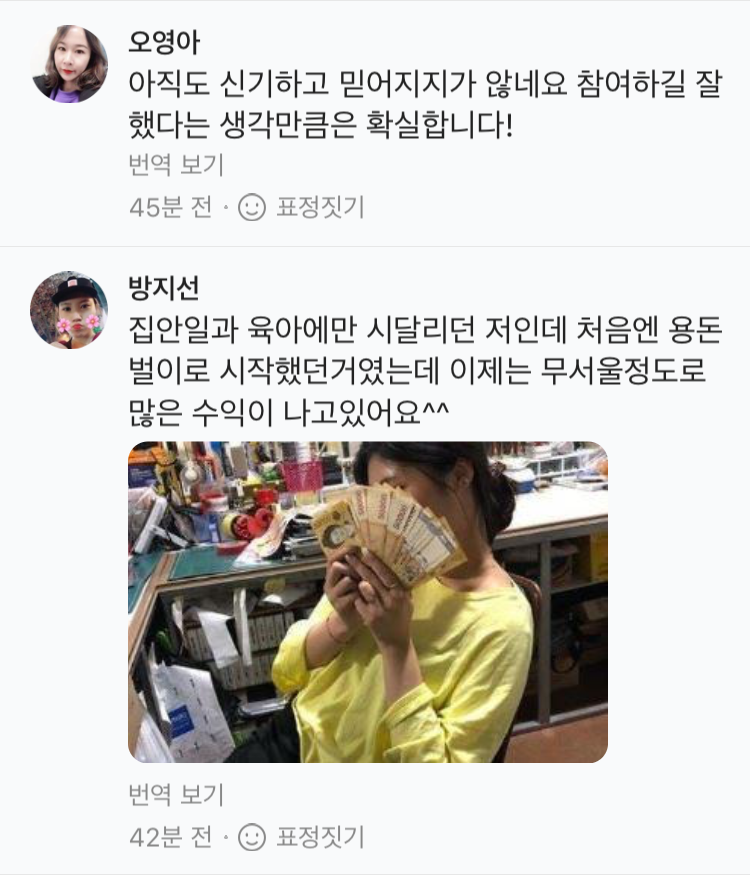 오영아
아직도 신기하고 믿어지지가 않네요 참여하길 잘
했다는 생각만큼은 확실합니다!
번역 보기
45분 전 · 표정짓기
방지선
집안일과 육아에만 시달리던 저인데 처음엔 용돈
벌이로 시작했던거였는데 이제는 무서울정도로
많은 수익이 나고있어요^^
번역 보기
42분 전 · 표정짓기